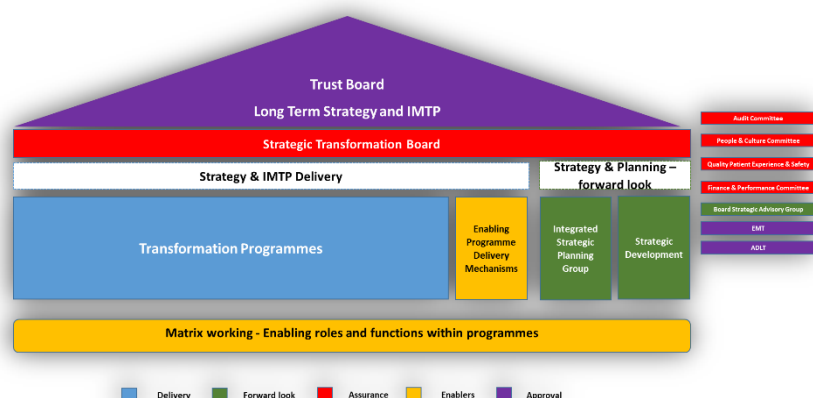 Trust Board
Long Term Strategy and IMTP
Strategic Transformation Board
Strategy & IMTP Delivery
Strategy & Planning –
forward look
Transformation Programmes
Enabling
Programme
Delivery
Mechanisms
Integrated
Strategic
Planning
Group
Strategic
Development
Matrix working - Enabling roles and functions within programmes
Audit Committee
People & Culture Committee
Quality Patient Experience & Safety
Finance & Performance Committee
Board Strategic Advisory Group
EMT
ADLT
Delivery
Forward look
Assurance
Enablers
Approval